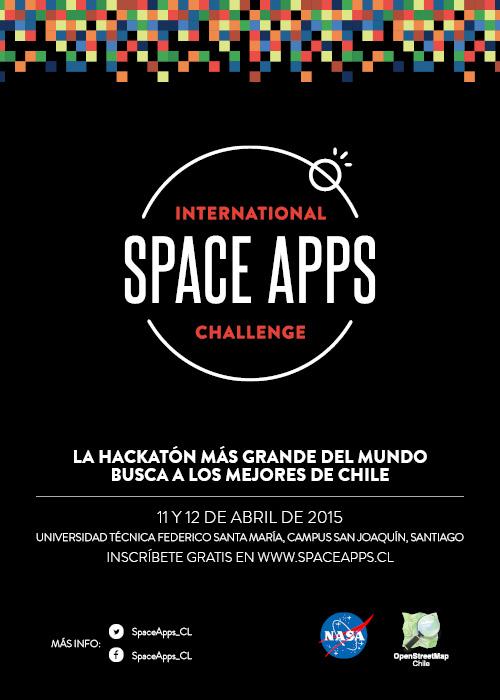 INTERNATIONAL
SPACE APPS
CHALLENGE
LA HACKATÓN MÁS GRANDE DEL MUNDO
BUSCA A LOS MEJORES DE CHILE
11 Y 12 DE ABRIL DE 2015
UNIVERSIDAD TÉCNICA FEDERICO SANTA MARÍA, CAMPUS SAN JOAQUÍN, SANTIAGO
INSCRÍBETE GRATIS EN WWW.SPACEAPPS.CL
MÁS INFO:
SpaceApps_CL
SpaceApps_CL
NASA
OpenStreetMap
Chile